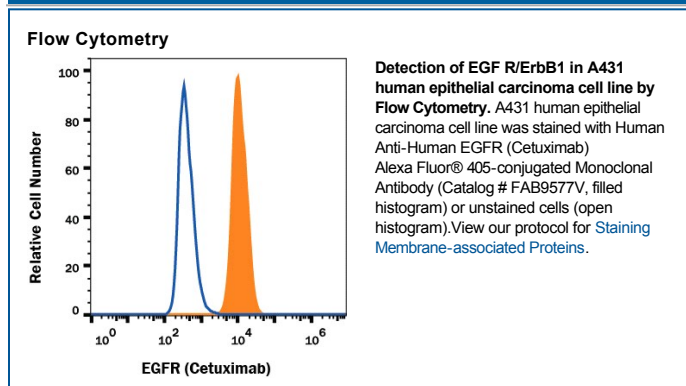 Flow Cytometry
100
80
60
40
20
0
Relative Cell Number
10^0
10^2
10^4
10^6
EGFR (Cetuximab)
Detection of EGF R/ErbB1 in A431
human epithelial carcinoma cell line by
Flow Cytometry. A431 human epithelial
carcinoma cell line was stained with Human
Anti-Human EGFR (Cetuximab)
Alexa Fluor® 405-conjugated Monoclonal
Antibody (Catalog # FAB9577V, filled
histogram) or unstained cells (open
histogram).View our protocol for Staining
Membrane-associated Proteins.